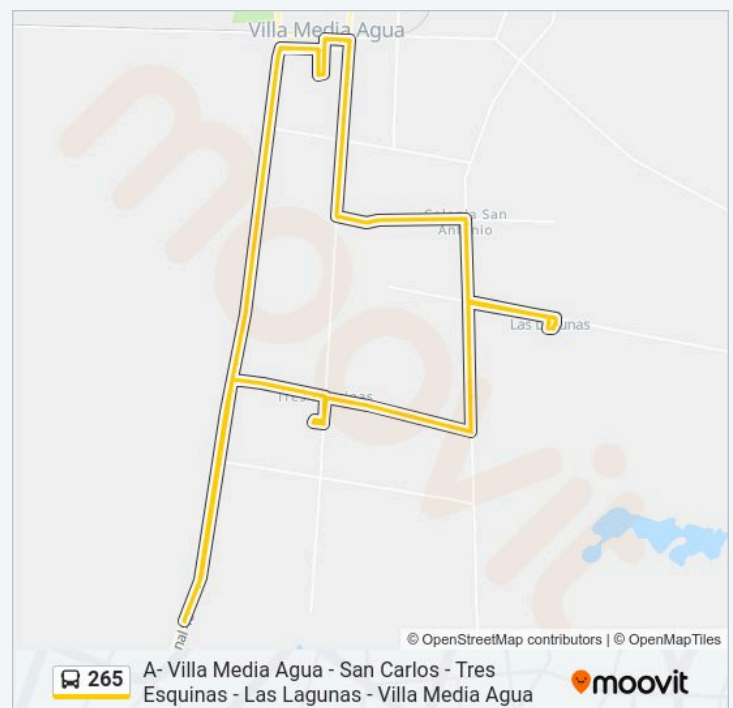 Villa Media Agua
Colonia San
Antonio
Las Lagunas
Tres Esquinas
moovit
© OpenStreetMap contributors | © OpenMapTiles
265
A- Villa Media Agua - San Carlos - Tres
Esquinas - Las Lagunas - Villa Media Agua
moovit